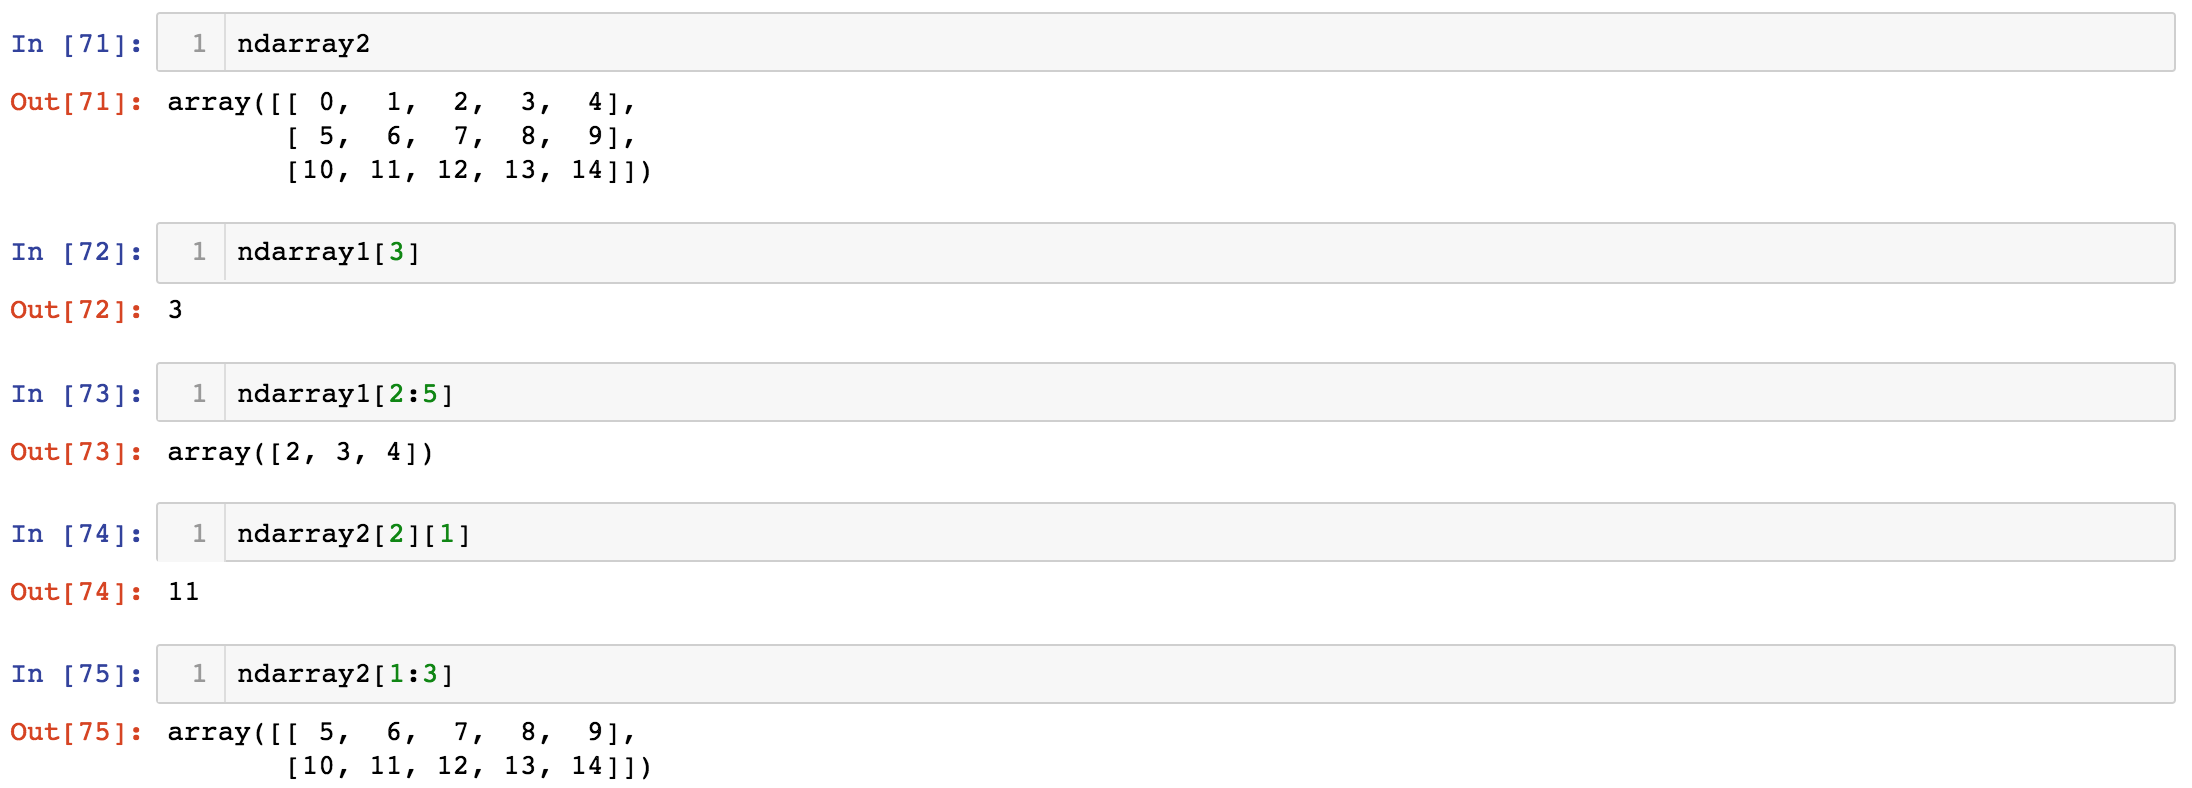 In [71]: 1 ndarray2
Out[71]: array([[ 0,  1,  2,  3,  4],
       [ 5,  6,  7,  8,  9],
       [10, 11, 12, 13, 14]])
In [72]: 1 ndarray1[3]
Out[72]: 3
In [73]: 1 ndarray1[2:5]
Out[73]: array([2, 3, 4])
In [74]: 1 ndarray2[2][1]
Out[74]: 11
In [75]: 1 ndarray2[1:3]
Out[75]: array([[ 5,  6,  7,  8,  9],
       [10, 11, 12, 13, 14]])